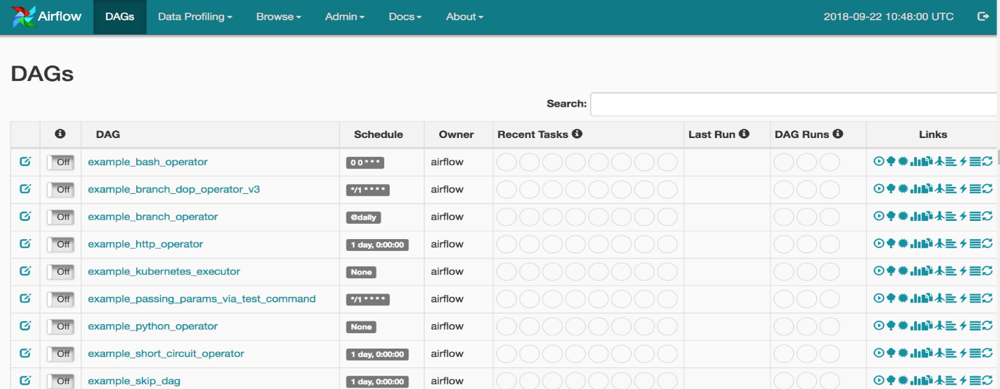 Airflow DAGs Data Profiling Browse Admin Docs About 2018-09-22 10:48:00 UTC
DAGs
Search:
DAG Schedule Owner Recent Tasks Last Run DAG Runs Links
Off example_bash_operator 0 0 * * * airflow
Off example_branch_dop_operator_v3 */1 * * * * airflow
Off example_branch_operator @daily airflow
Off example_http_operator 1 day, 0:00:00 airflow
Off example_kubernetes_executor None airflow
Off example_passing_params_via_test_command */1 * * * * airflow
Off example_python_operator None airflow
Off example_short_circuit_operator 1 day, 0:00:00 airflow
Off example_skip_dag 1 day, 0:00:00 airflow